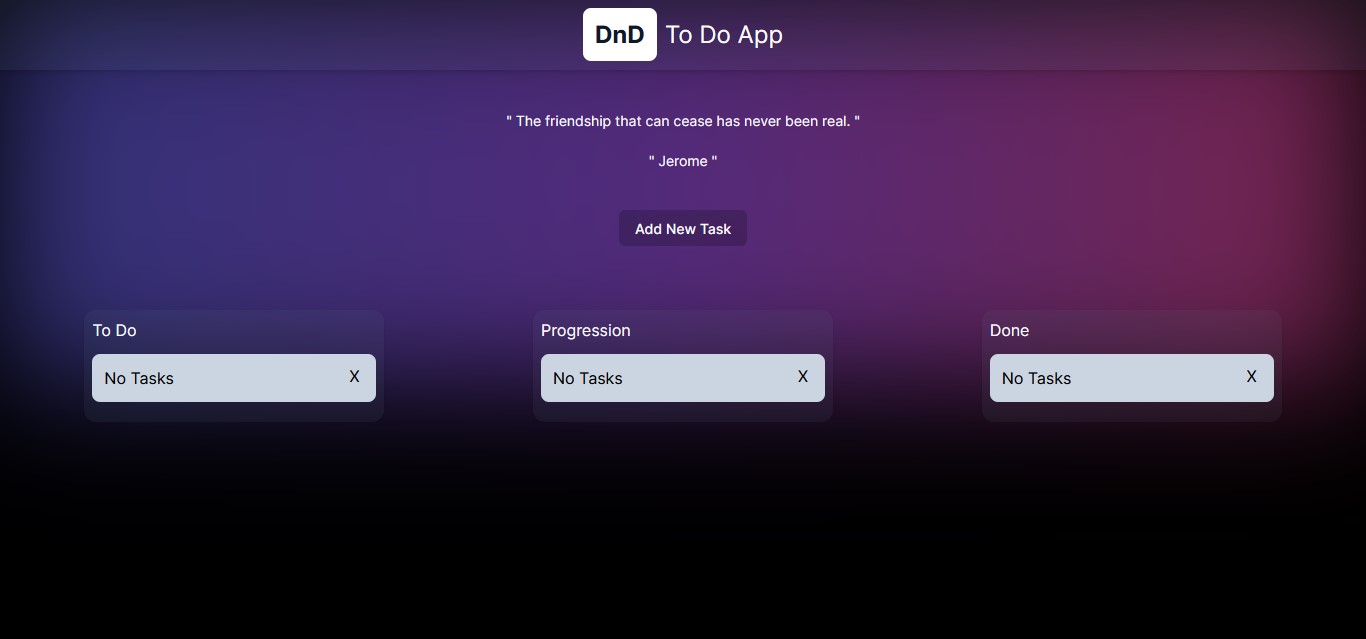 DnD To Do App
" The friendship that can cease has never been real. "
" Jerome "
Add New Task
To Do
No Tasks X
Progression
No Tasks X
Done
No Tasks X